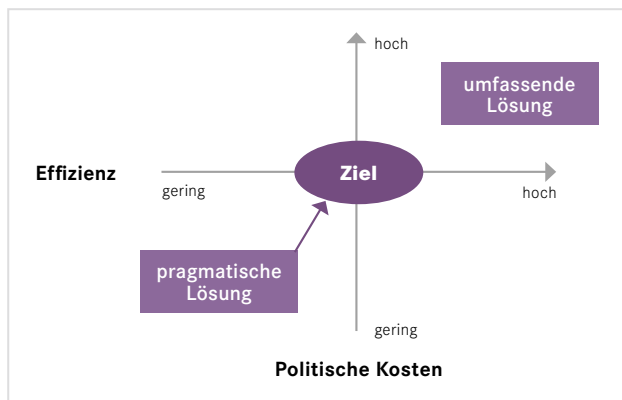 hoch
umfassende
Lösung
Effizienz
Ziel
gering
hoch
pragmatische
Lösung
gering
Politische Kosten